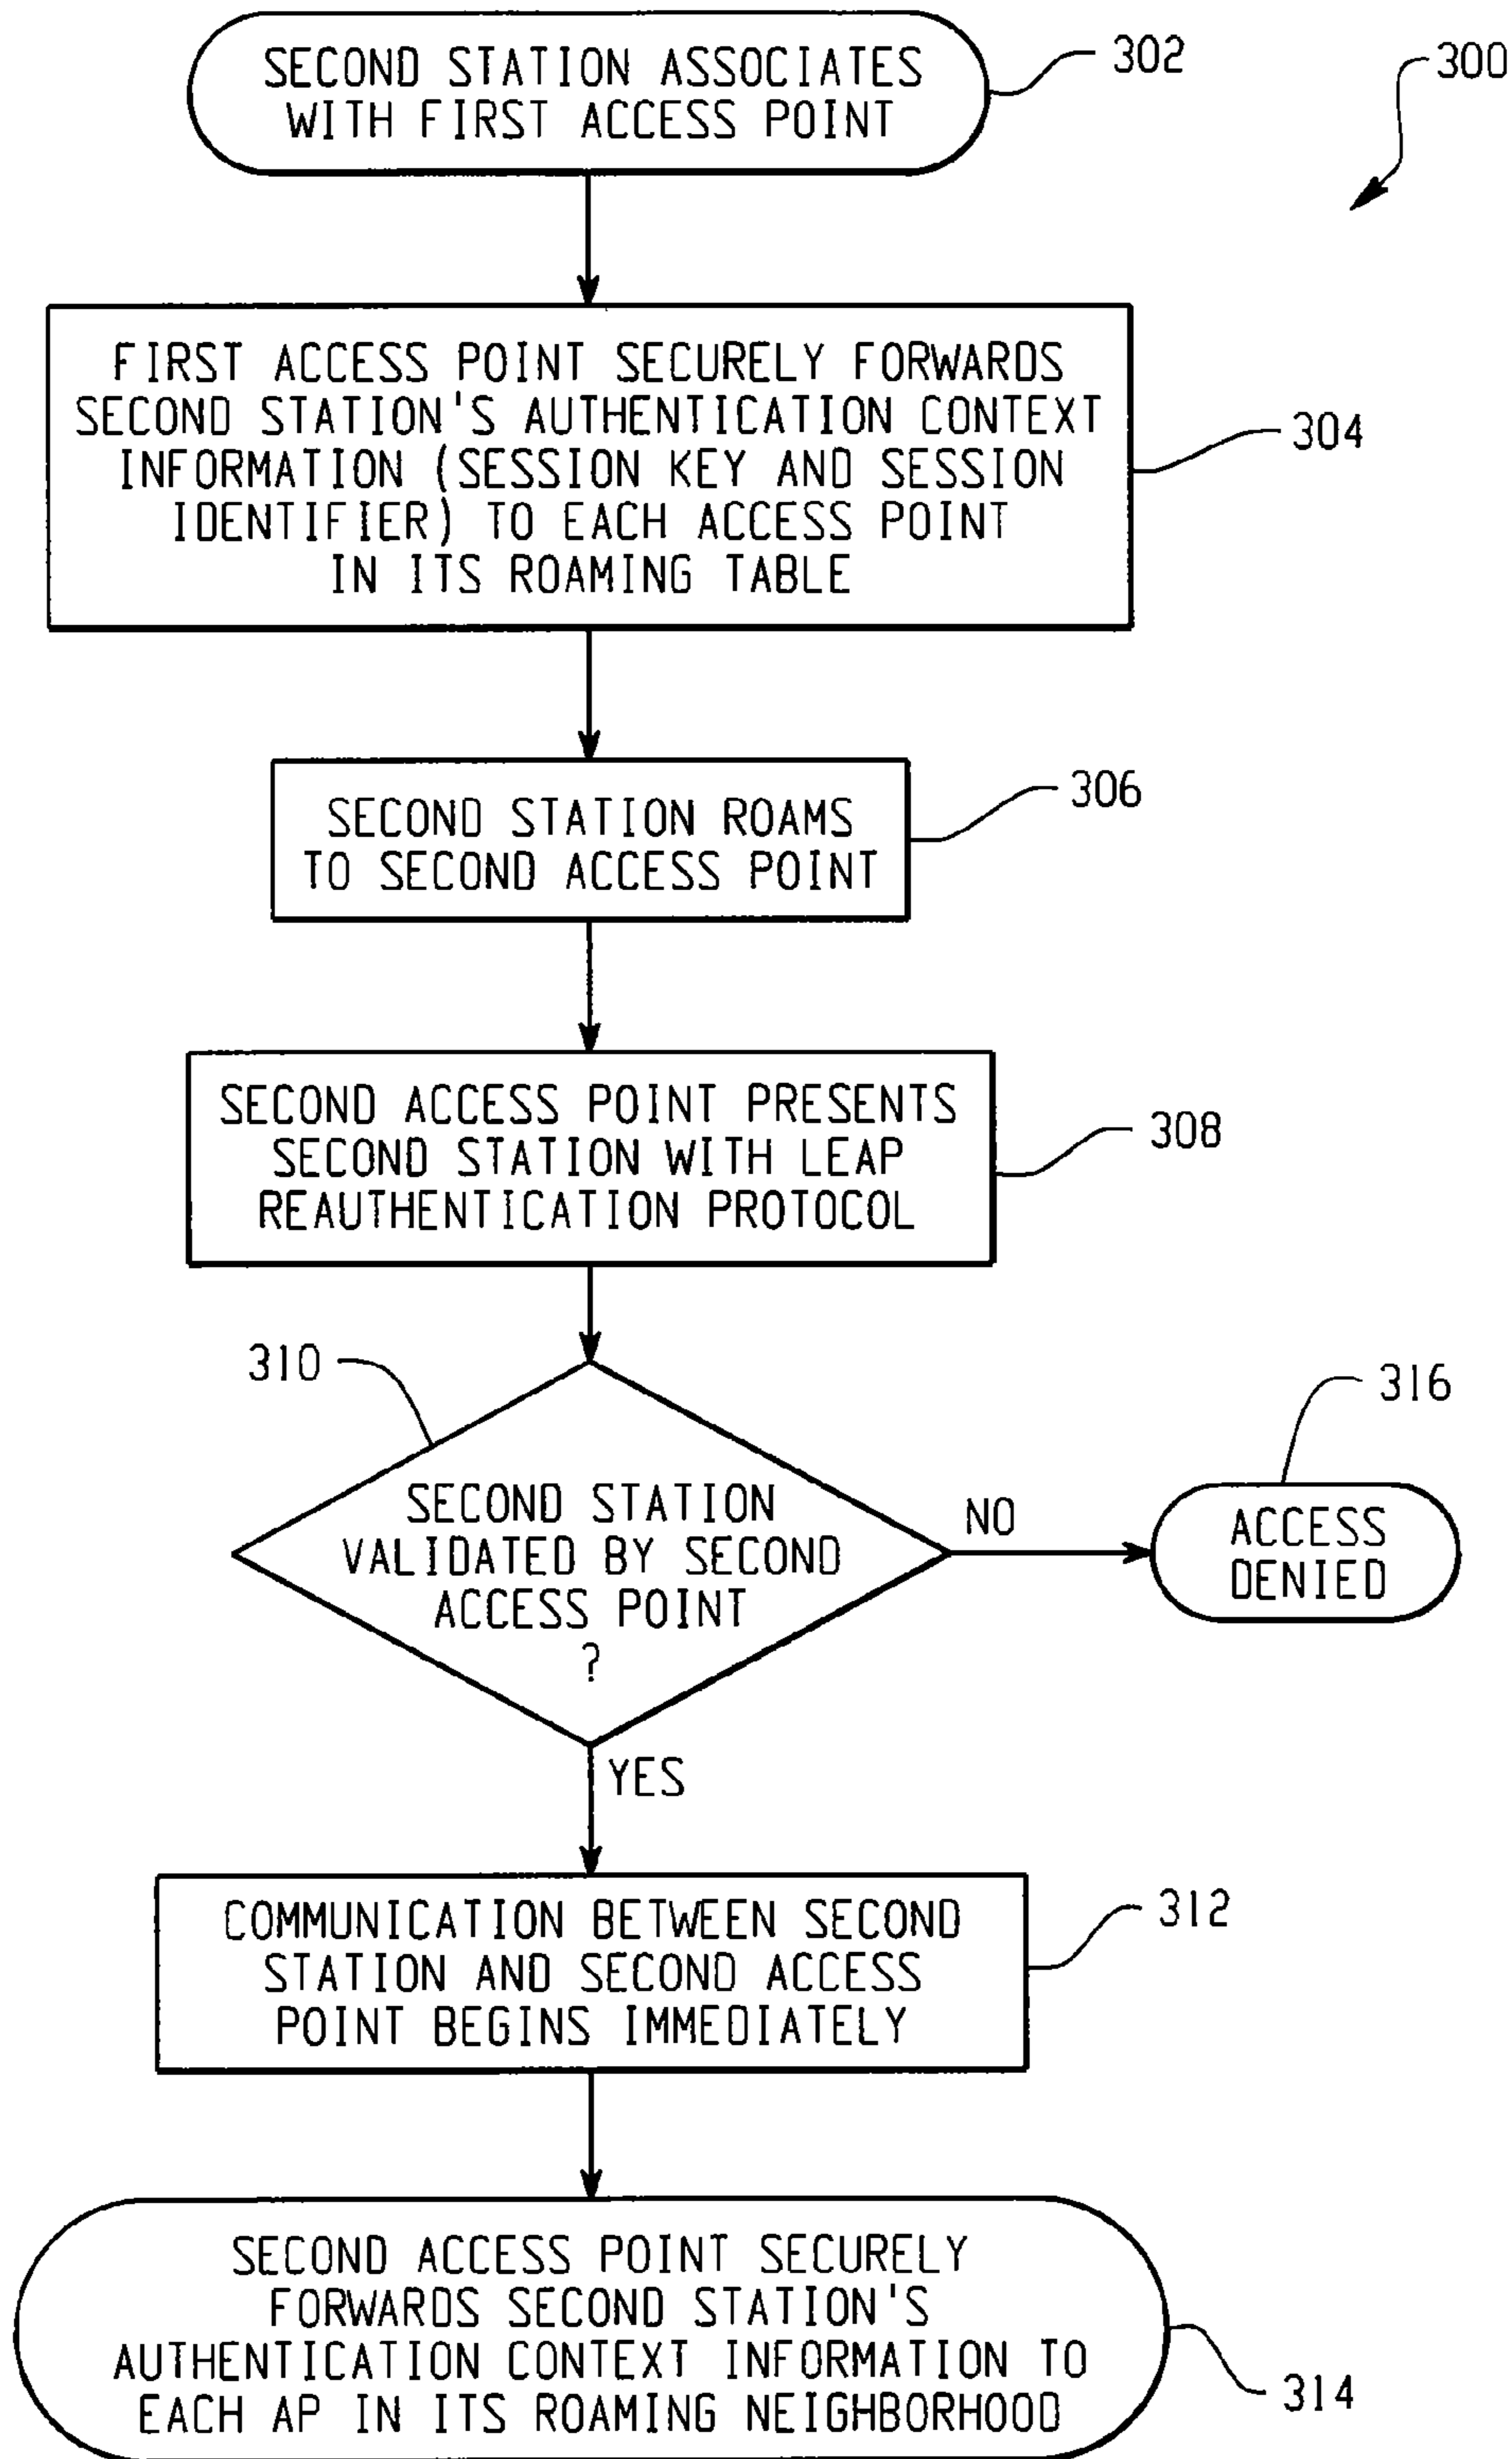 SECOND STATION ASSOCIATES
WITH FIRST ACCESS POINT
302
300
FIRST ACCESS POINT SECURELY FORWARDS
SECOND STATION'S AUTHENTICATION CONTEXT
INFORMATION (SESSION KEY AND SESSION
IDENTIFIER) TO EACH ACCESS POINT
IN ITS ROAMING TABLE
304
SECOND STATION ROAMS
TO SECOND ACCESS POINT
306
SECOND ACCESS POINT PRESENTS
SECOND STATION WITH LEAP
REAUTHENTICATION PROTOCOL
308
310
SECOND STATION
VALIDATED BY SECOND
ACCESS POINT
?
NO
316
ACCESS
DENIED
YES
COMMUNICATION BETWEEN SECOND
STATION AND SECOND ACCESS
POINT BEGINS IMMEDIATELY
312
SECOND ACCESS POINT SECURELY
FORWARDS SECOND STATION'S
AUTHENTICATION CONTEXT INFORMATION TO
EACH AP IN ITS ROAMING NEIGHBORHOOD
314